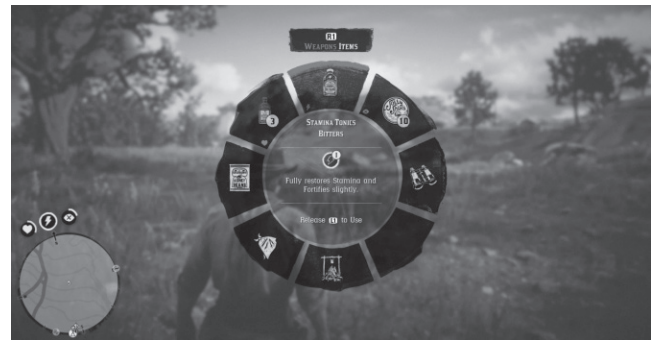 R1
WEAPONS ITEMS
3
10
STAMINA TONICS
BITTERS
Fully restores Stamina and
Fortifies slightly.
Release L1 to Use